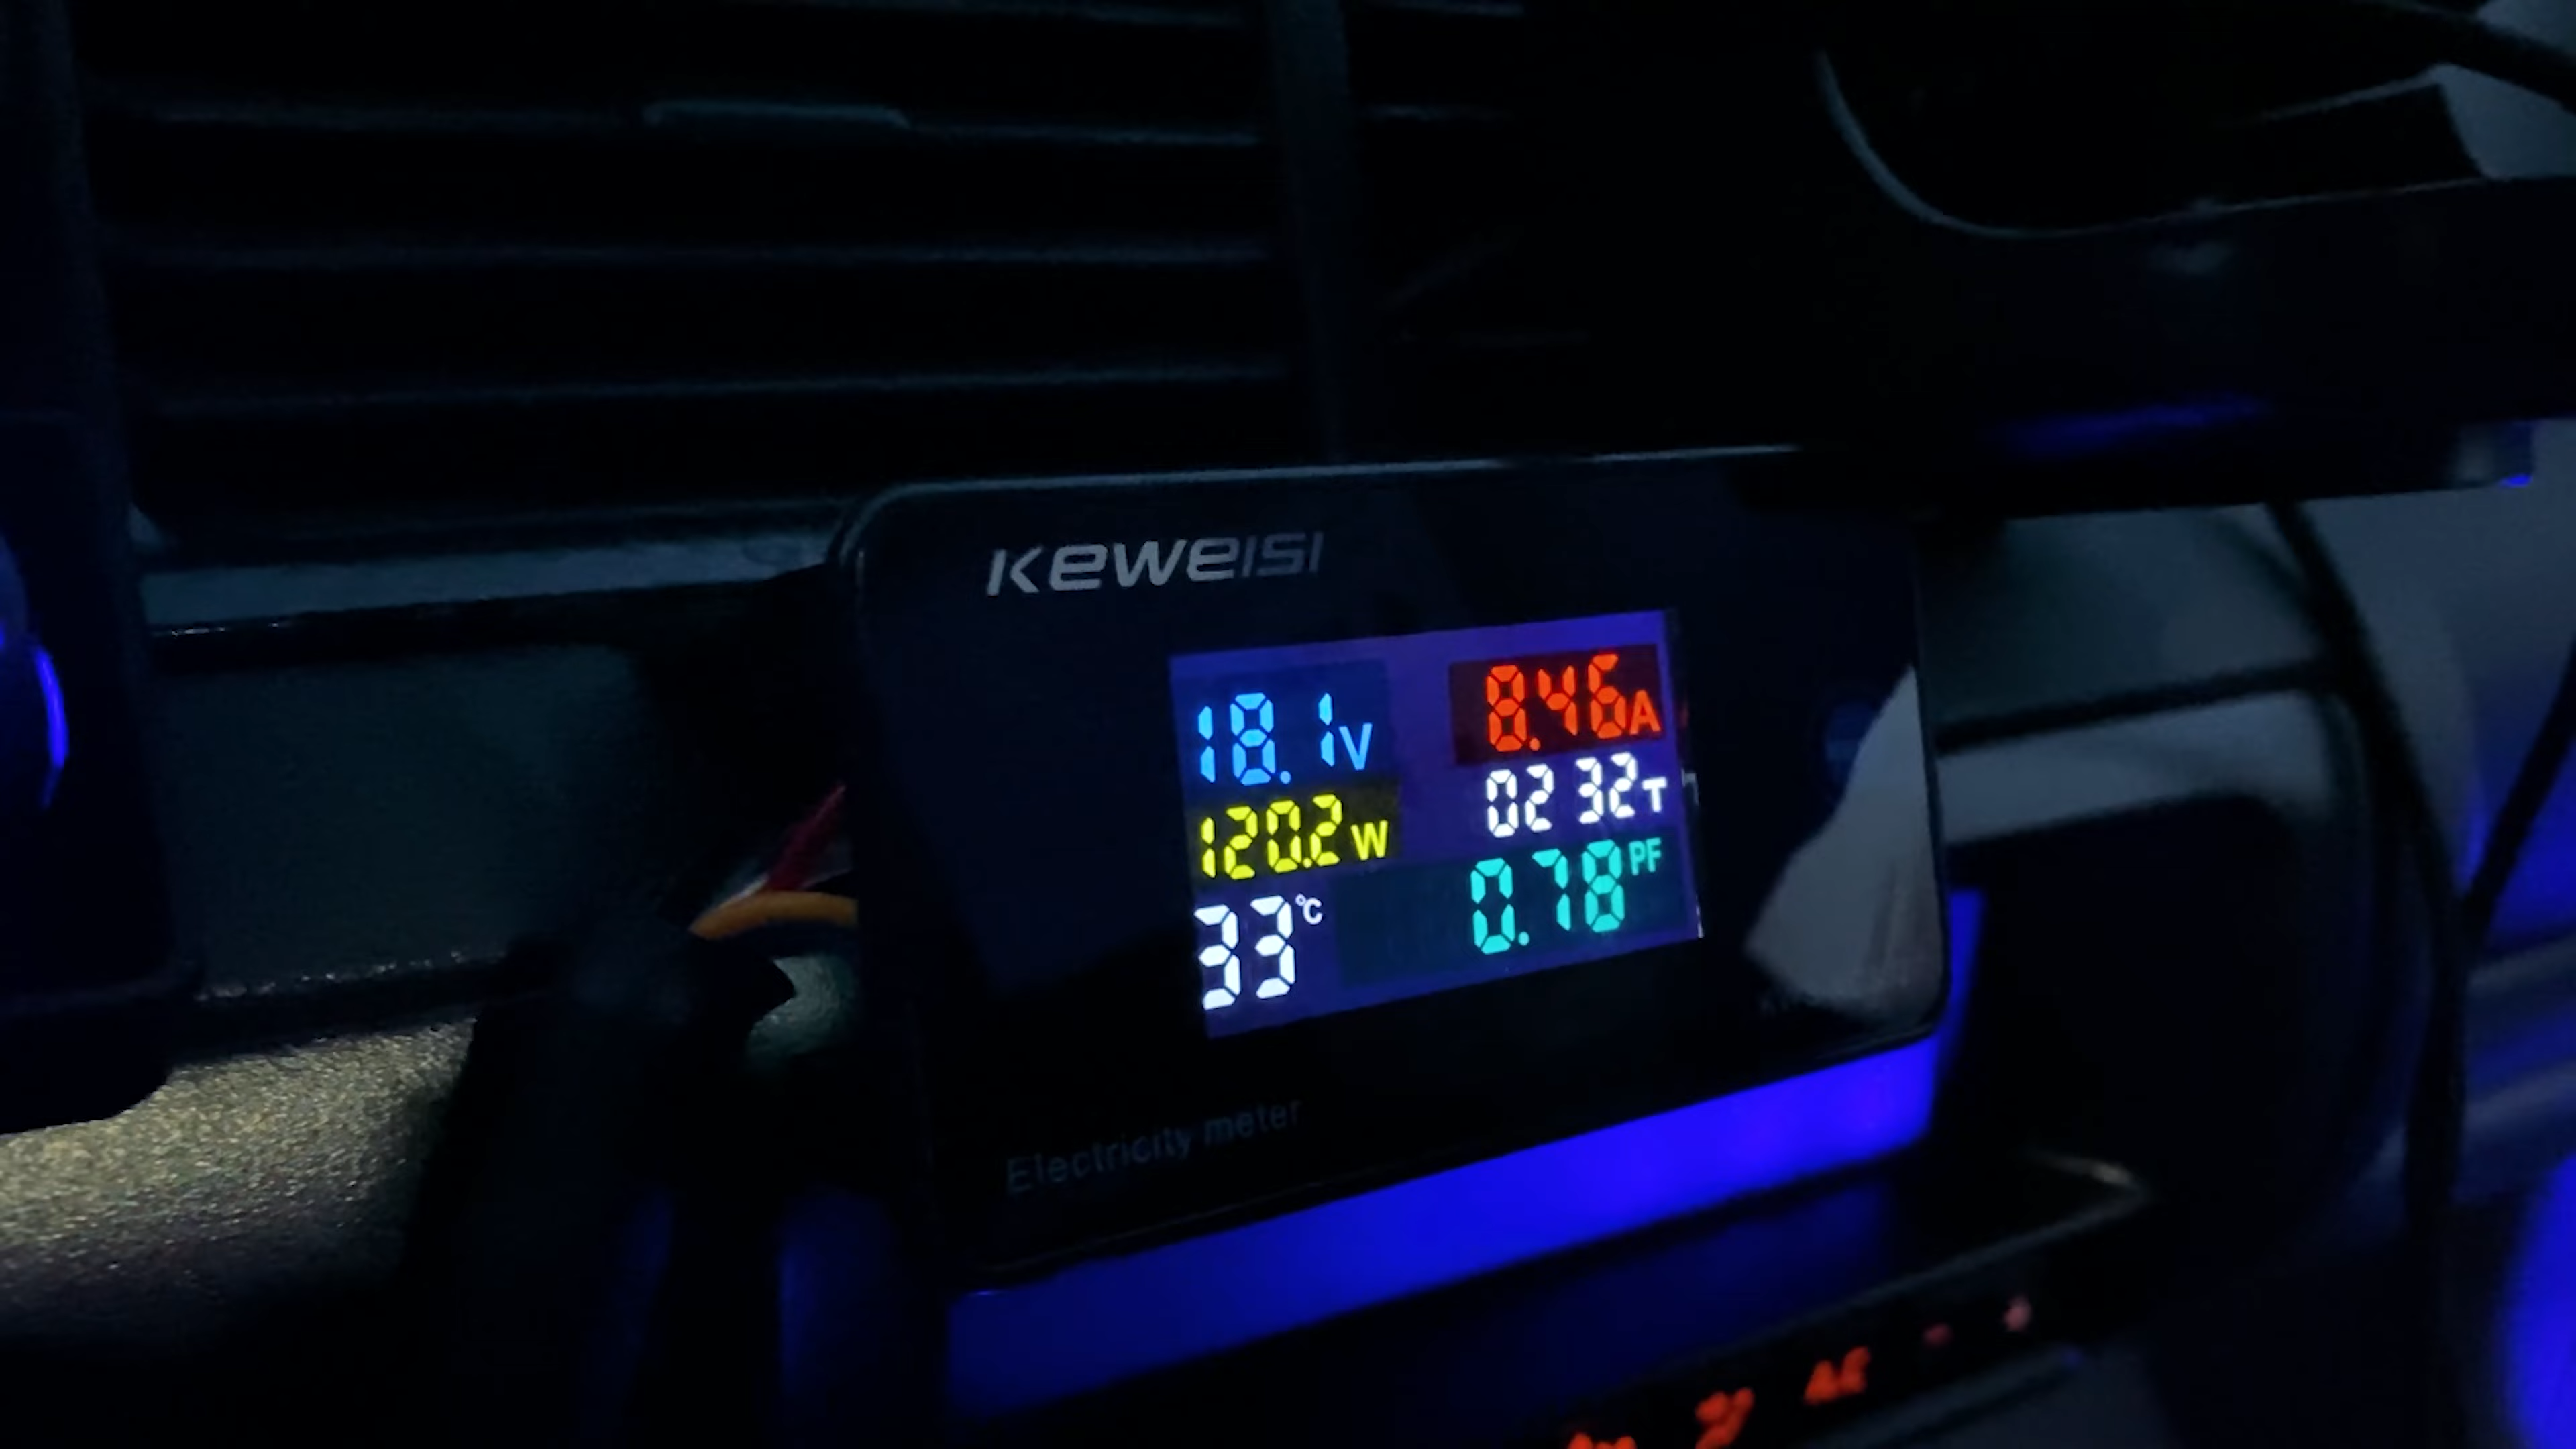 KEWEISI
18.1V 8.46A
120.2W 02 32T
33°C 0.78PF
Electricity meter